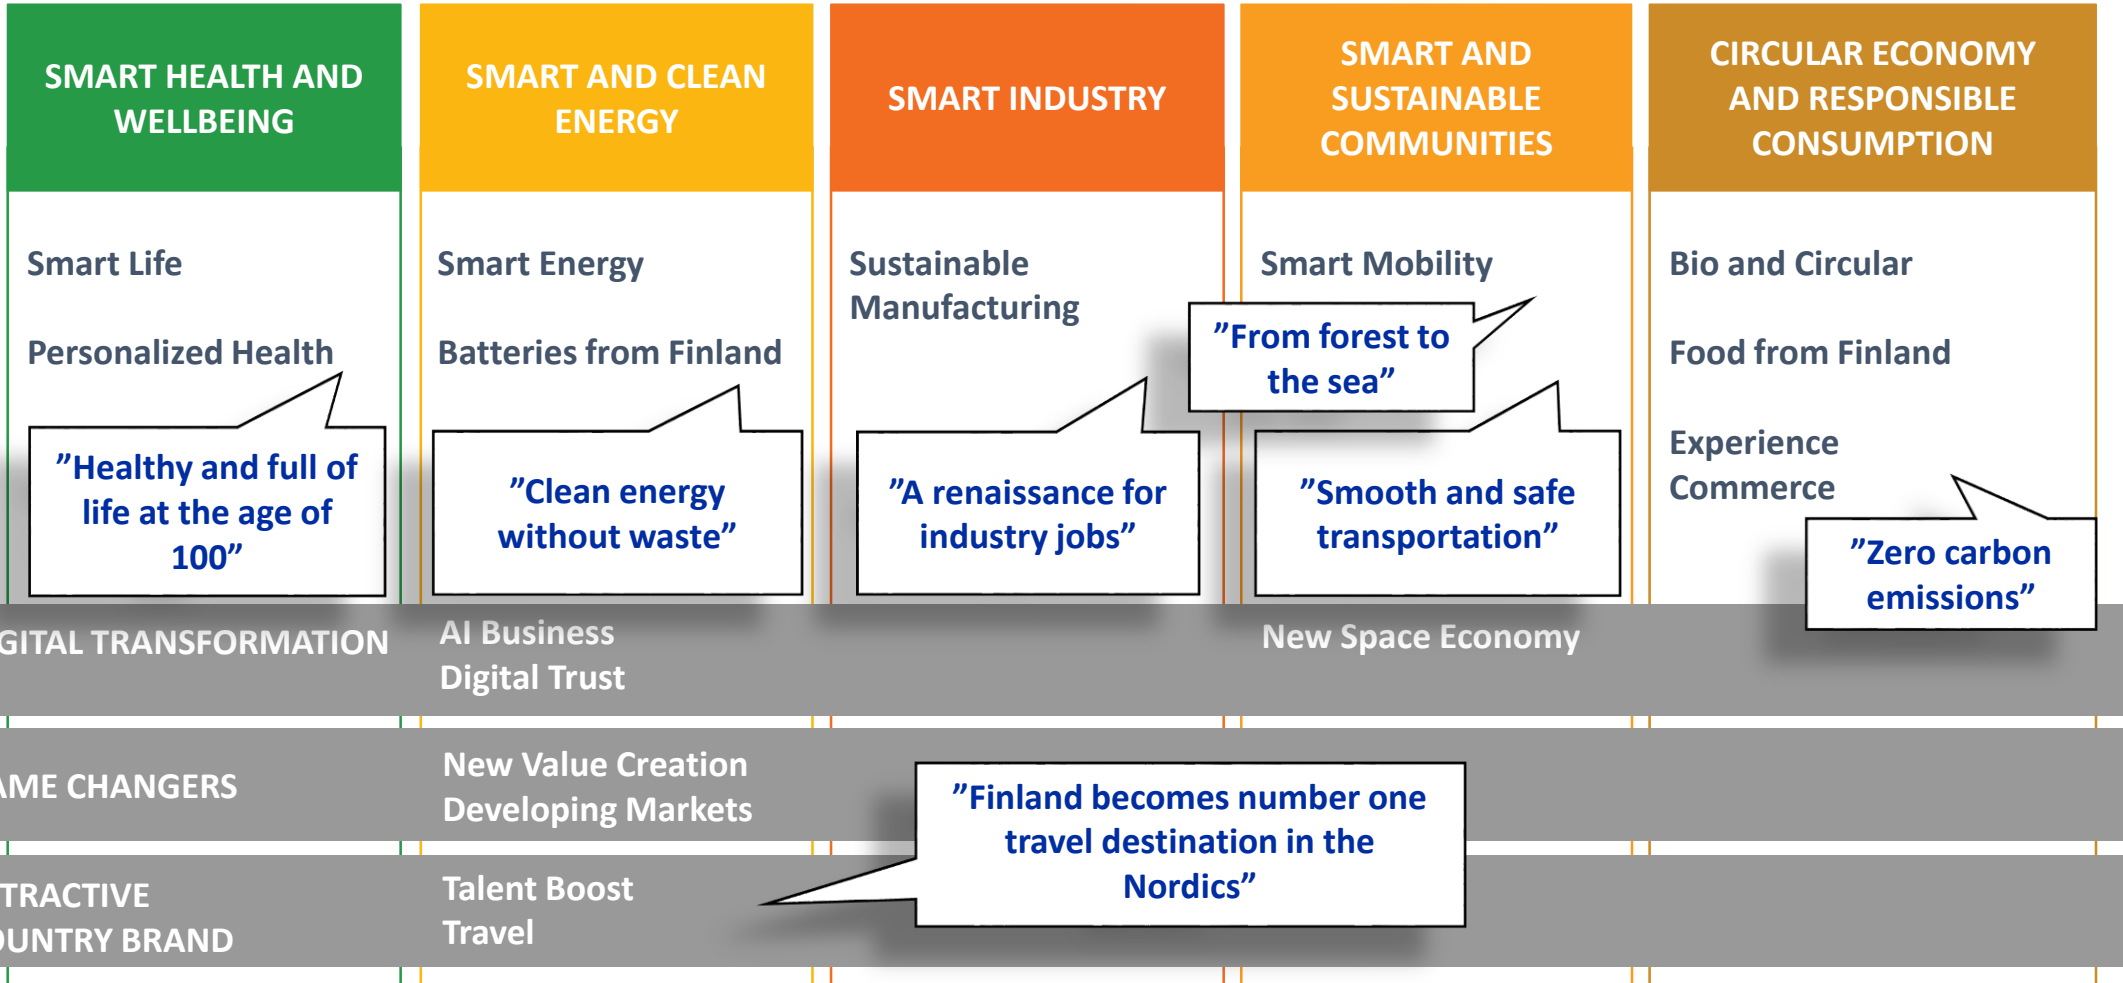 SMART HEALTH AND
WELLBEING
SMART AND CLEAN
ENERGY
SMART INDUSTRY
SMART AND
SUSTAINABLE
COMMUNITIES
CIRCULAR ECONOMY
AND RESPONSIBLE
CONSUMPTION
Smart Life
Personalized Health
”Healthy and full of
life at the age of
100”
Smart Energy
Batteries from Finland
”Clean energy
without waste”
Sustainable
Manufacturing
”A renaissance for
industry jobs”
Smart Mobility
”From forest to
the sea”
”Smooth and safe
transportation”
Bio and Circular
Food from Finland
Experience
Commerce
”Zero carbon
emissions”
GITAL TRANSFORMATION
AI Business
Digital Trust
New Space Economy
AME CHANGERS
New Value Creation
Developing Markets
”Finland becomes number one
travel destination in the
Nordics”
TRACTIVE
OUNTRY BRAND
Talent Boost
Travel